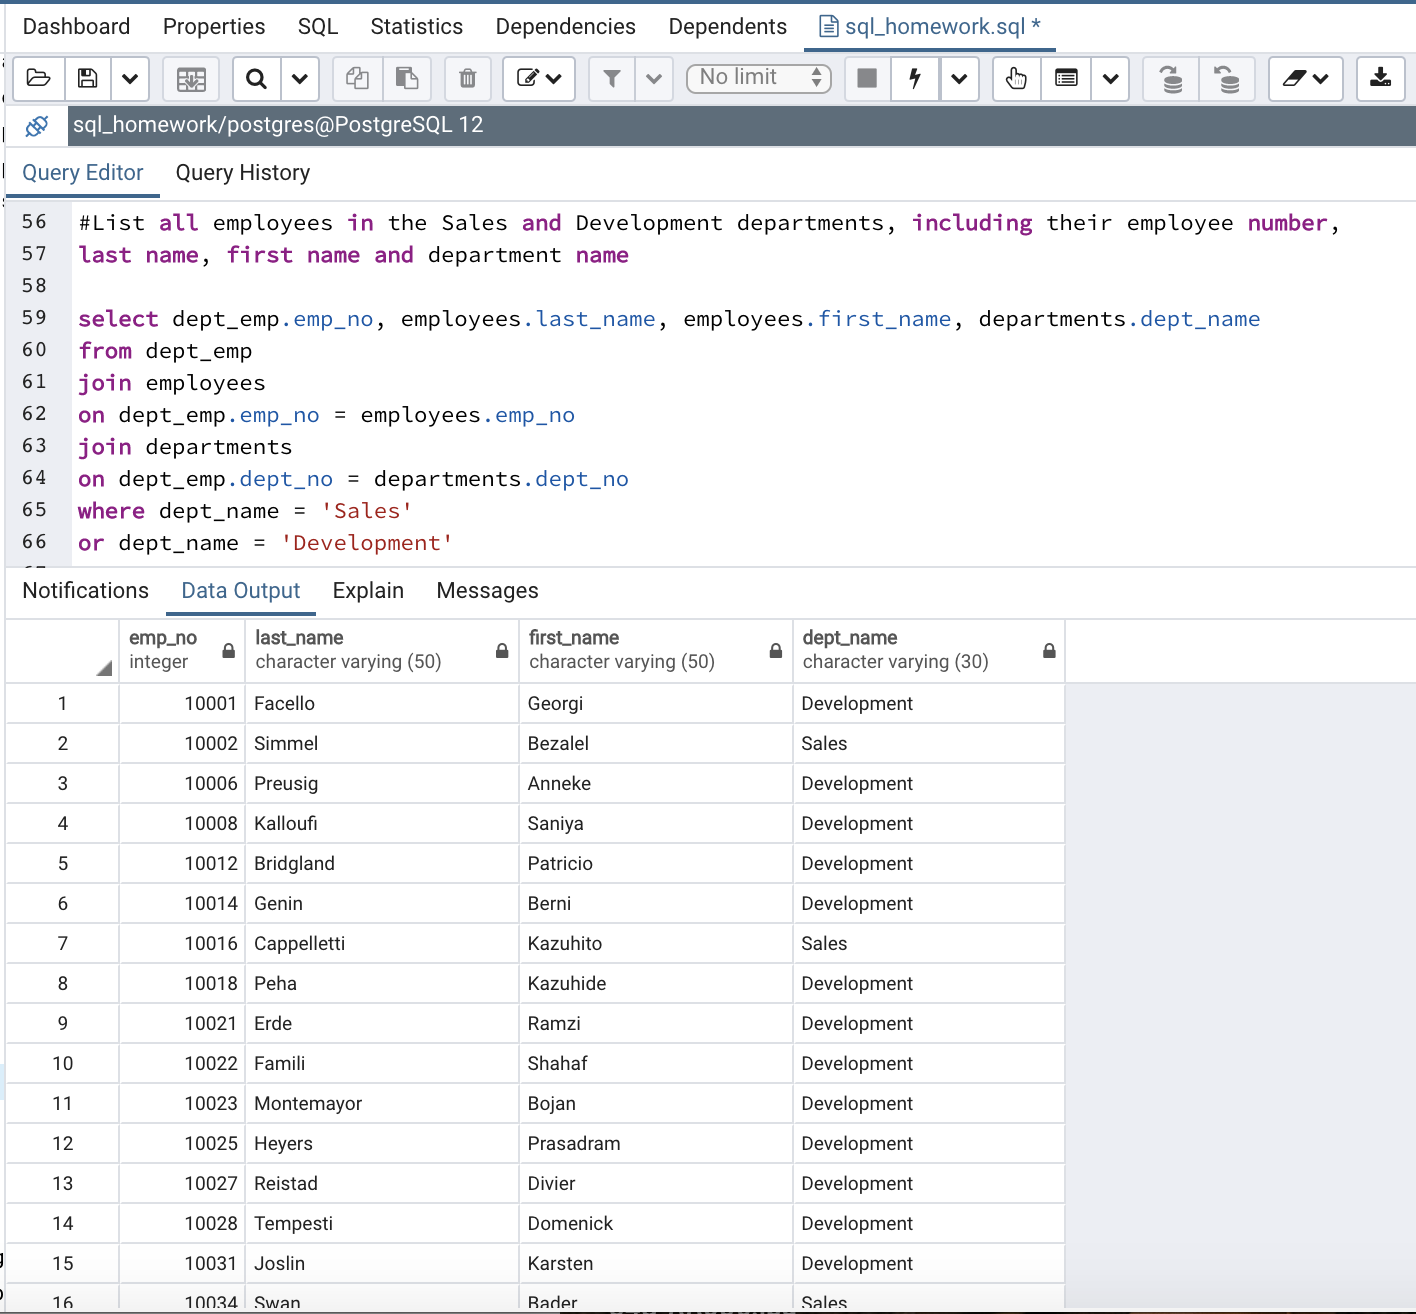 Dashboard Properties SQL Statistics Dependencies Dependents sql_homework.sql *
No limit
sql_homework/postgres@PostgreSQL 12
Query Editor Query History
56 #List all employees in the Sales and Development departments, including their employee number,
57 last name, first name and department name
58
59 select dept_emp.emp_no, employees.last_name, employees.first_name, departments.dept_name
60 from dept_emp
61 join employees
62 on dept_emp.emp_no = employees.emp_no
63 join departments
64 on dept_emp.dept_no = departments.dept_no
65 where dept_name = 'Sales'
66 or dept_name = 'Development'
Notifications Data Output Explain Messages
emp_no last_name first_name dept_name
integer character varying (50) character varying (50) character varying (30)
1 10001 Facello Georgi Development
2 10002 Simmel Bezalel Sales
3 10006 Preusig Anneke Development
4 10008 Kalloufi Saniya Development
5 10012 Bridgland Patricio Development
6 10014 Genin Berni Development
7 10016 Cappelletti Kazuhito Sales
8 10018 Peha Kazuhide Development
9 10021 Erde Ramzi Development
10 10022 Famili Shahaf Development
11 10023 Montemayor Bojan Development
12 10025 Heyers Prasadram Development
13 10027 Reistad Divier Development
14 10028 Tempesti Domenick Development
15 10031 Joslin Karsten Development
16 10034 Swan Bader Sales